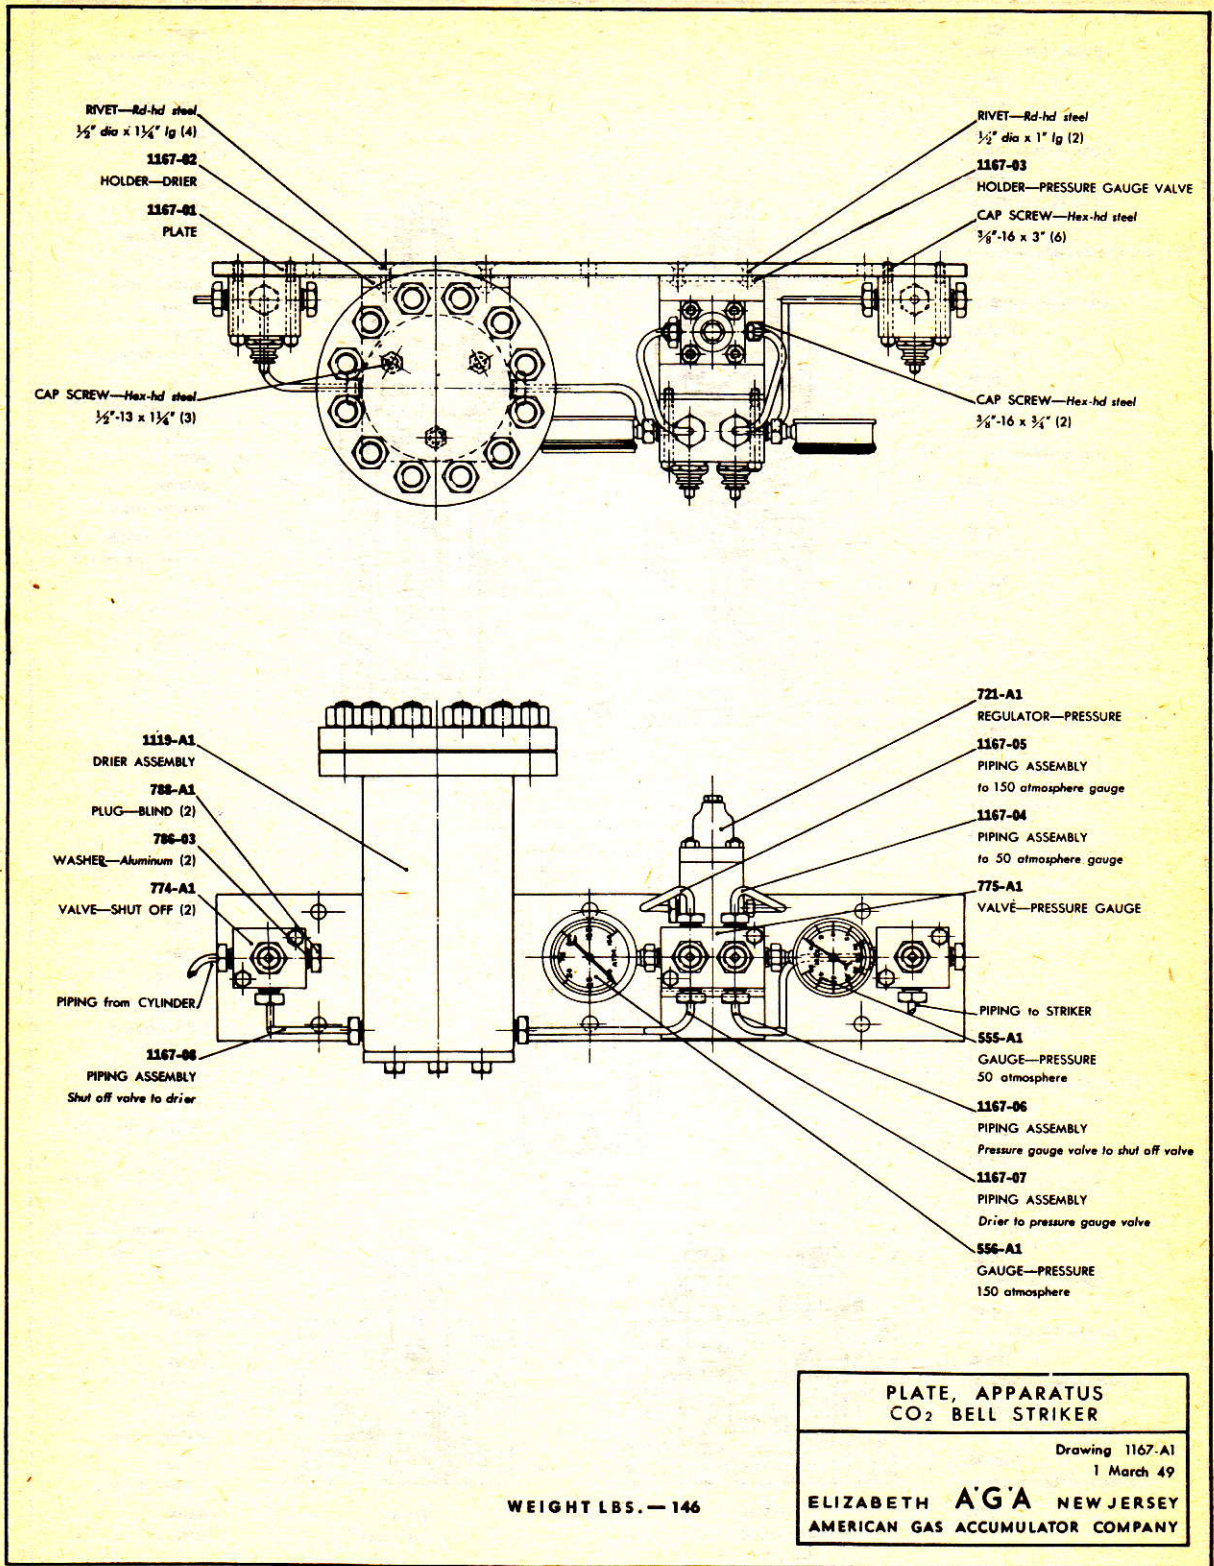 RIVET—Rd-hd steel
½" dia x 1¼" lg (4)
1167-02
HOLDER—DRIER
1167-01
PLATE
CAP SCREW—Hex-hd steel
½"-13 x 1¼" (3)
RIVET—Rd-hd steel
½" dia x 1" lg (2)
1167-03
HOLDER—PRESSURE GAUGE VALVE
CAP SCREW—Hex-hd steel
⅜"-16 x 3" (6)
CAP SCREW—Hex-hd steel
⅜"-16 x ¾" (2)
1119-A1
DRIER ASSEMBLY
788-A1
PLUG—BLIND (2)
786-03
WASHER—Aluminum (2)
774-A1
VALVE—SHUT OFF (2)
PIPING from CYLINDER
1167-08
PIPING ASSEMBLY
Shut off valve to drier
721-A1
REGULATOR—PRESSURE
1167-05
PIPING ASSEMBLY
to 150 atmosphere gauge
1167-04
PIPING ASSEMBLY
to 50 atmosphere gauge
775-A1
VALVE—PRESSURE GAUGE
PIPING to STRIKER
555-A1
GAUGE—PRESSURE
50 atmosphere
1167-06
PIPING ASSEMBLY
Pressure gauge valve to shut off valve
1167-07
PIPING ASSEMBLY
Drier to pressure gauge valve
556-A1
GAUGE—PRESSURE
150 atmosphere
WEIGHT LBS.—146
PLATE, APPARATUS
CO₂ BELL STRIKER
Drawing 1167-A1
1 March 49
ELIZABETH A'G'A NEW JERSEY
AMERICAN GAS ACCUMULATOR COMPANY